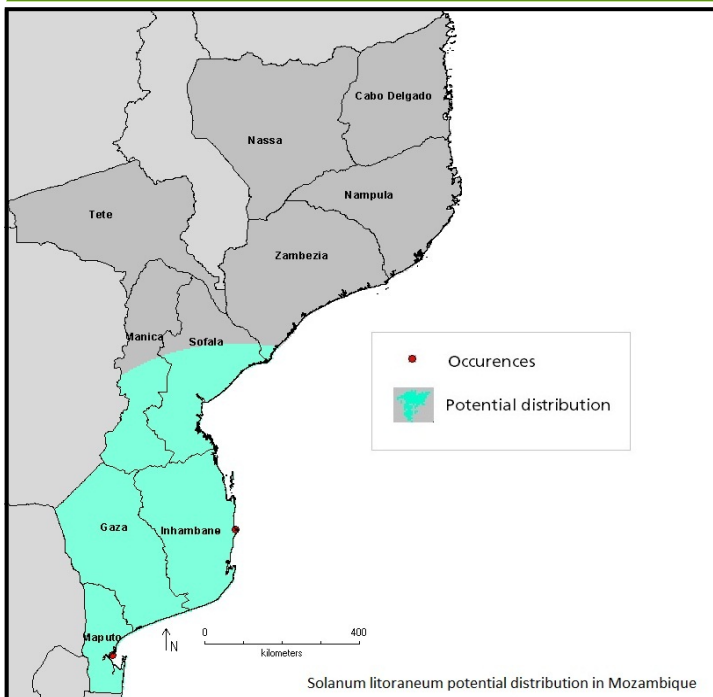 Cabo Delgado
Nassa
Nampula
Tete
Zambezia
Manica
Sofala
Occurences
Potential distribution
Gaza
Inhambane
Maputo
N
0
400
kilometers
Solanum litoraneum potential distribution in Mozambique